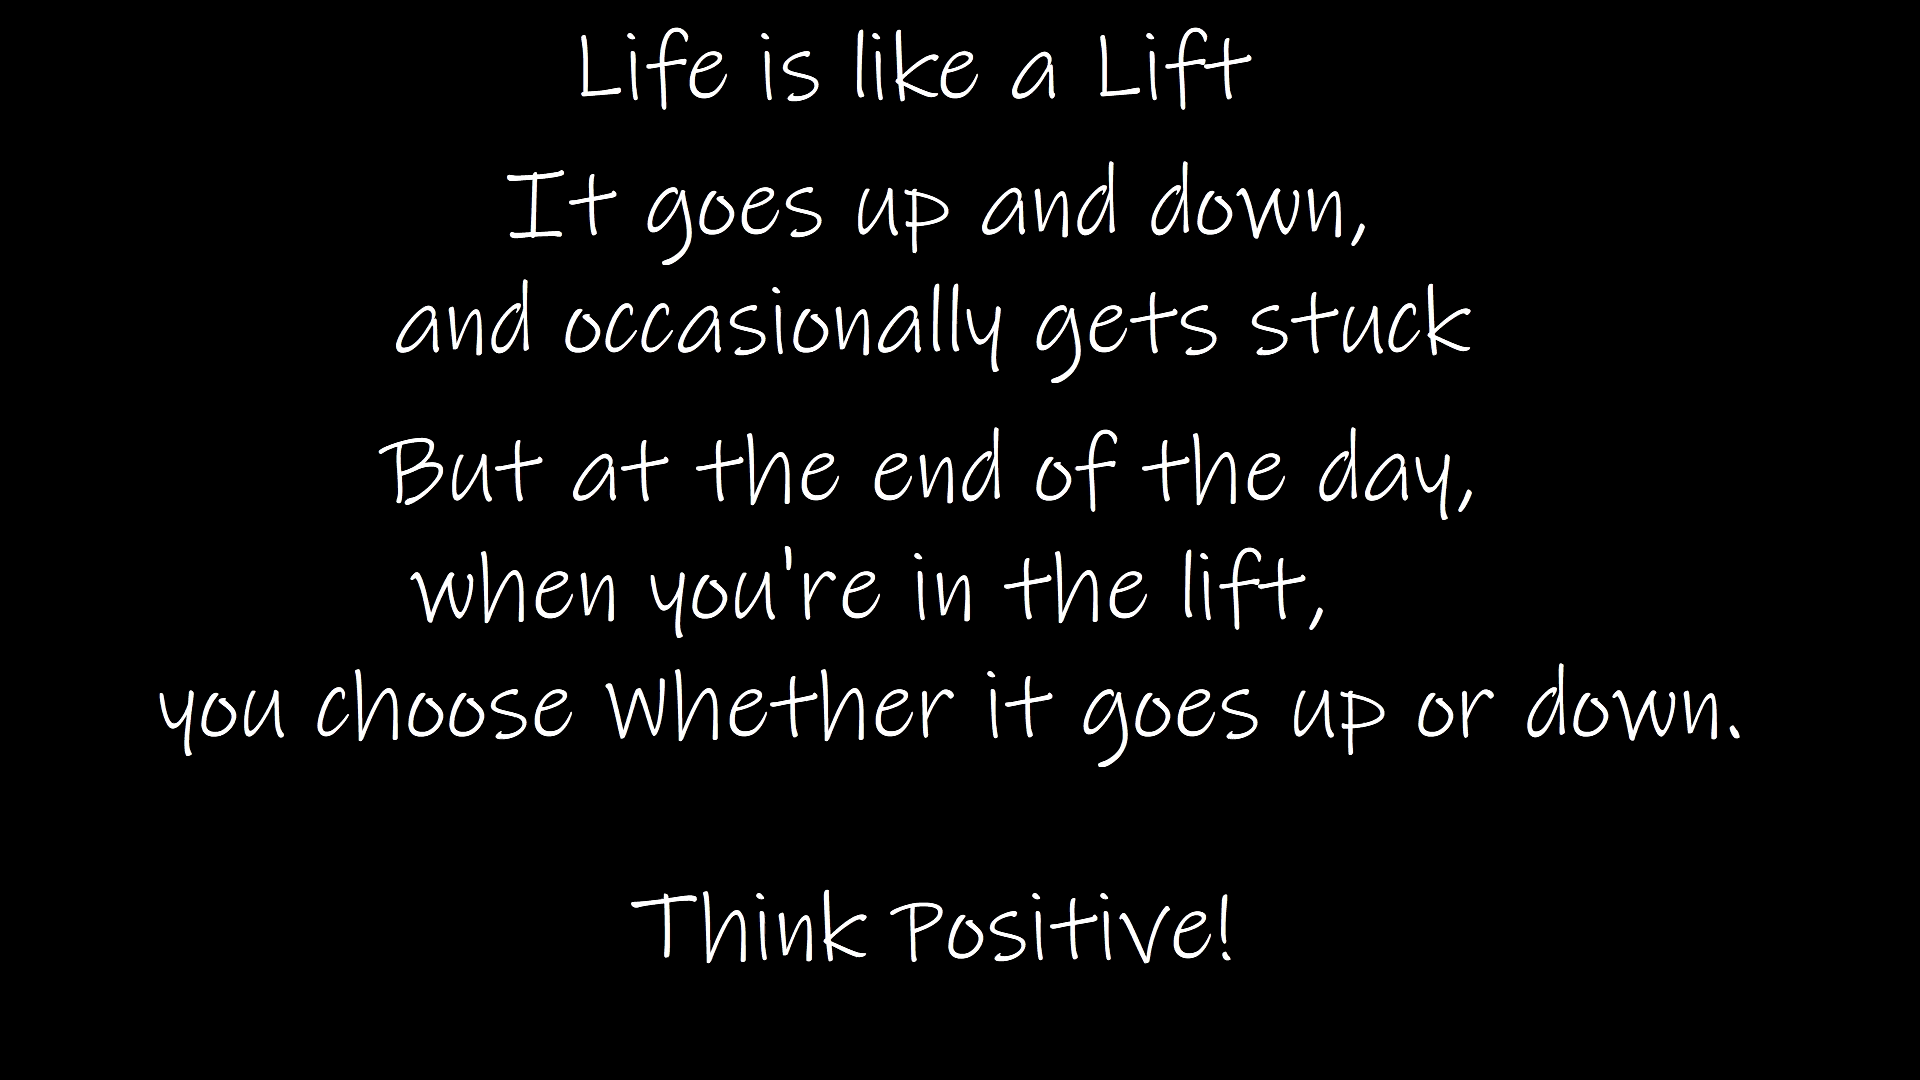 Life is like a Lift
It goes up and down,
and occasionally gets stuck
But at the end of the day,
when you're in the lift,
you choose whether it goes up or down.
Think Positive!